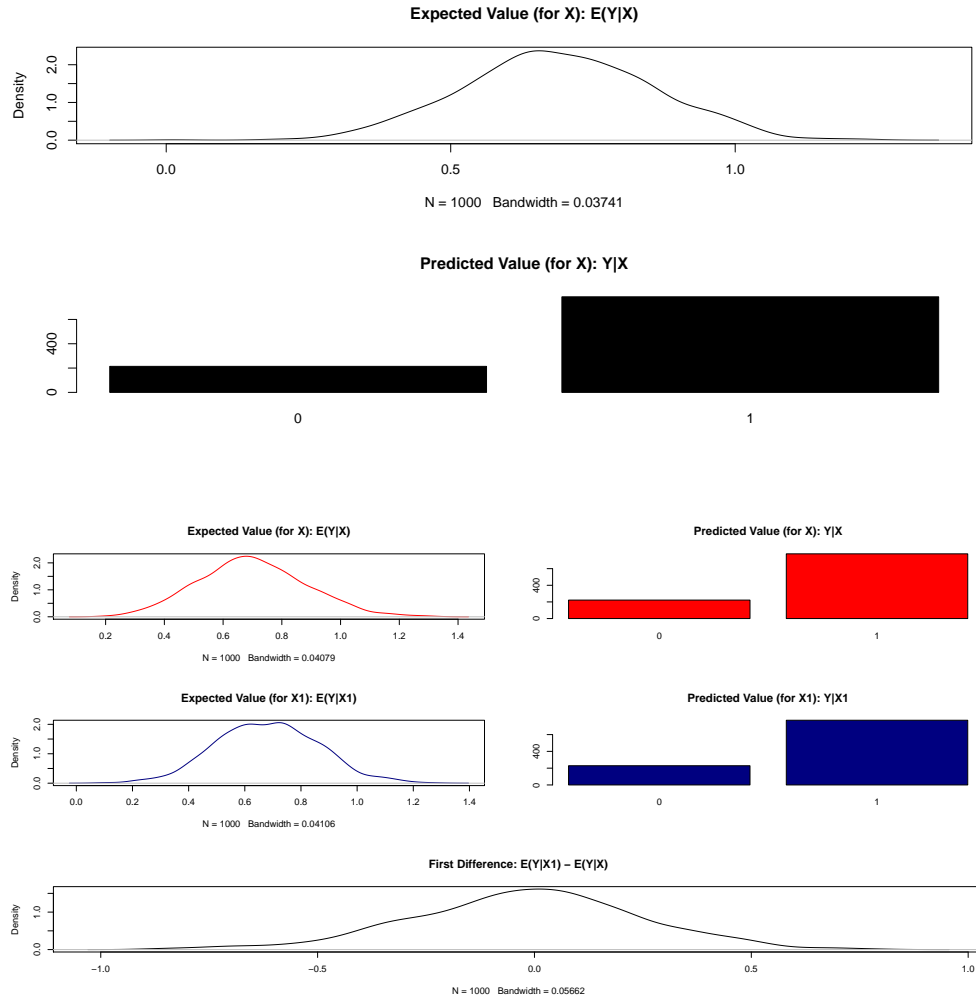 Expected Value (for X): E(Y|X)
Density
2.0
1.0
0.0
0.0 0.5 1.0
N = 1000 Bandwidth = 0.03741
Predicted Value (for X): Y|X
400
0
0 1
Expected Value (for X): E(Y|X)
Density
2.0
1.0
0.0
0.2 0.4 0.6 0.8 1.0 1.2 1.4
N = 1000 Bandwidth = 0.04079
Predicted Value (for X): Y|X
400
0
0 1
Expected Value (for X1): E(Y|X1)
Density
2.0
1.0
0.0
0.0 0.2 0.4 0.6 0.8 1.0 1.2 1.4
N = 1000 Bandwidth = 0.04106
Predicted Value (for X1): Y|X1
400
0
0 1
First Difference: E(Y|X1) − E(Y|X)
Density
1.0
0.0
−1.0 −0.5 0.0 0.5 1.0
N = 1000 Bandwidth = 0.05662